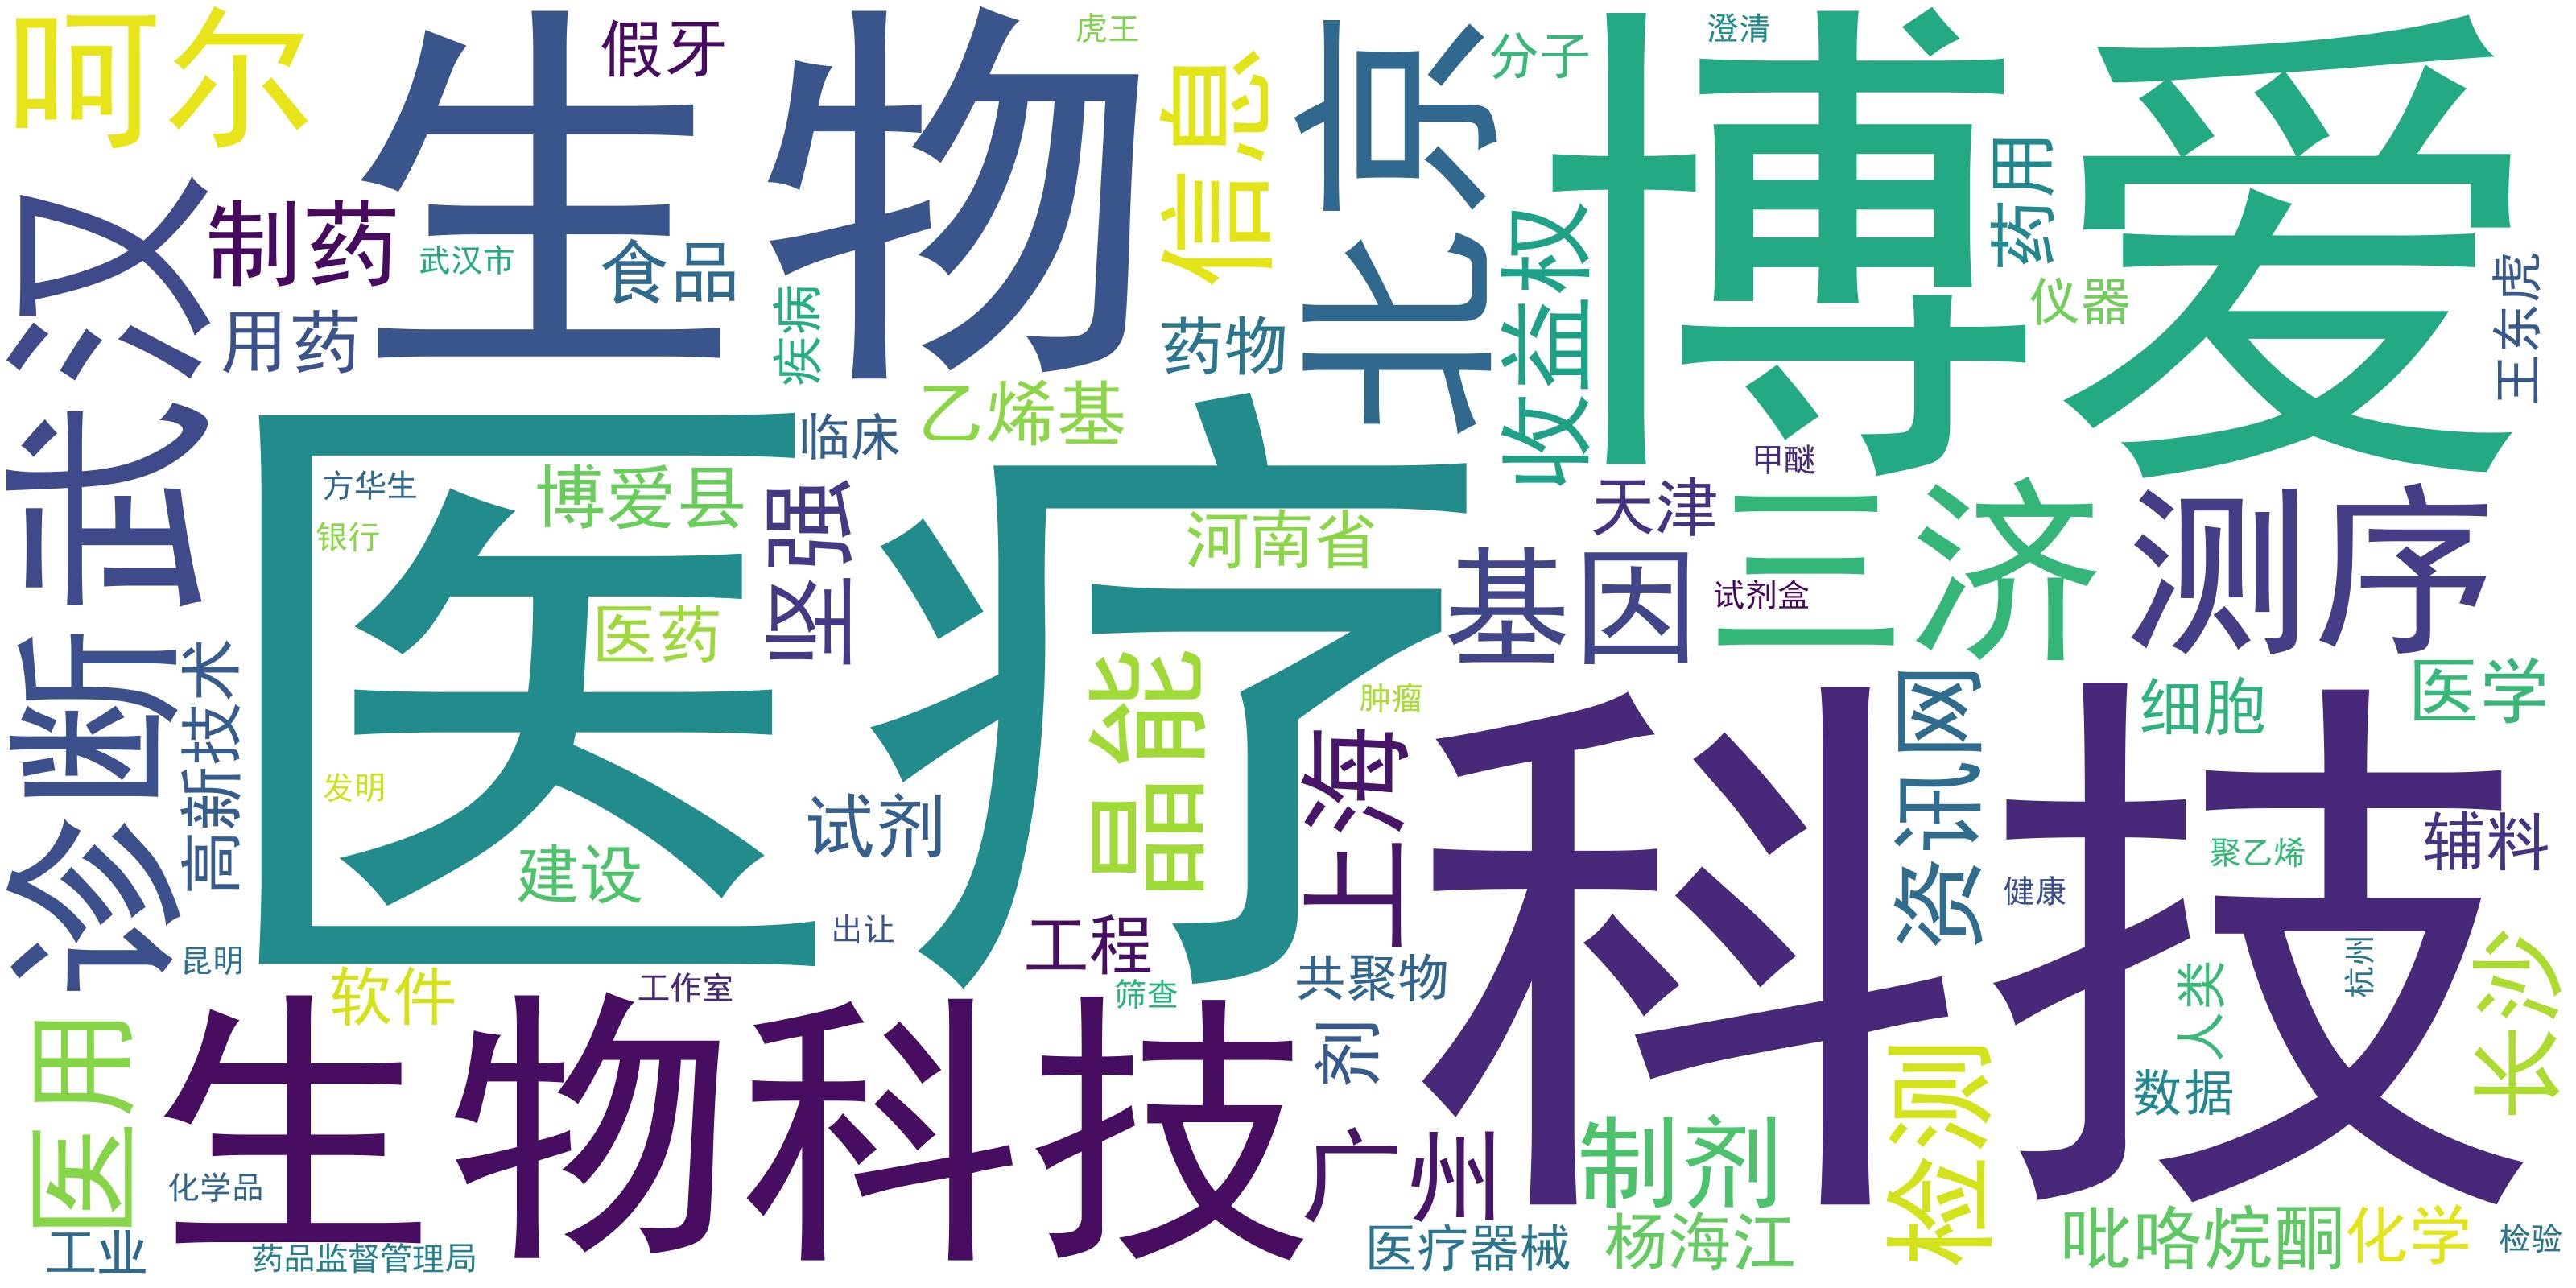 呵尔
生物
假牙
虎王
信息
北京
分子
博爱
澄清
药用
仪器
王东虎
武汉
制药
武汉市
食品
用药
疾病
药物
收益权
乙烯基
临床
医疗
方华生
银行
博爱县
坚强
河南省
甲醚
天津
三济
测序
基因
试剂盒
医药
诊断
高新技术
晶能
肿瘤
上海
科技
资讯网
细胞
医学
发明
建设
试剂
辅料
聚乙烯
健康
出让
工程
昆明
软件
工作室
筛查
共聚物
杭州
人类
长沙
医用
生物科技
剂
数据
检测
制剂
广州
化学品
工业
药品监督管理局
医疗器械
杨海江
吡咯烷酮
化学
检验